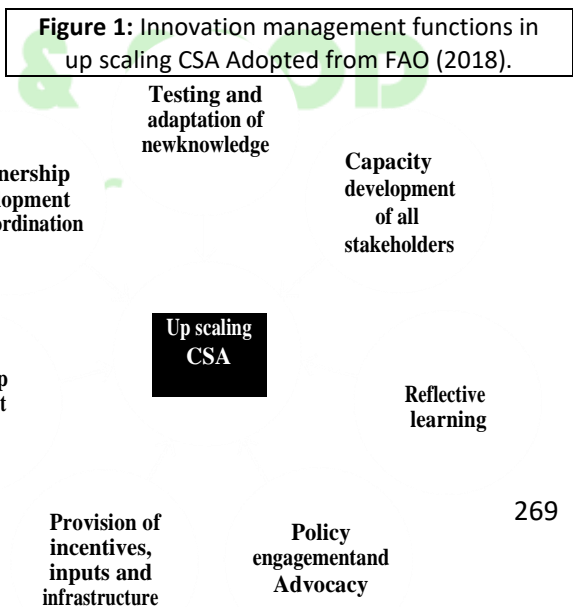 Figure 1: Innovation management functions in
up scaling CSA Adopted from FAO (2018).
Testing and
adaptation of
newknowledge
nership
lopment
ordination
Capacity
development
of all
stakeholders
Up scaling
CSA
p
t
Reflective
learning
269
Provision of
incentives,
inputs and
infrastructure
Policy
engagementand
Advocacy